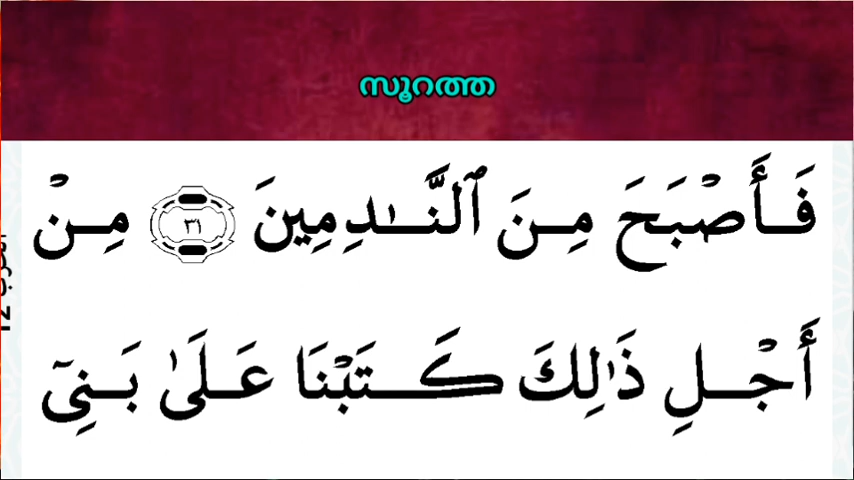 സൂറത്ത
فَأَصْبَحَ مِنَ ٱلنَّـٰدِمِينَ ٣١ مِنْ
أَجْلِ ذَٰلِكَ كَتَبْنَا عَلَىٰ بَنِىٓ